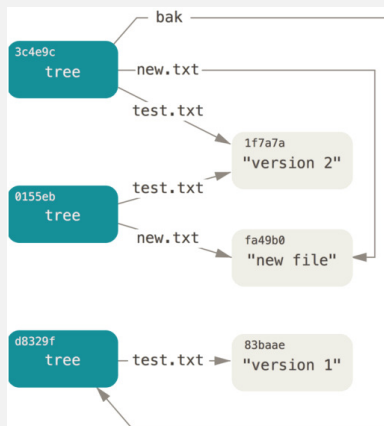 bak
3c4e9c
tree
new.txt
test.txt
1f7a7a
"version 2"
0155eb
tree
test.txt
new.txt
fa49b0
"new file"
d8329f
tree
test.txt
83baae
"version 1"